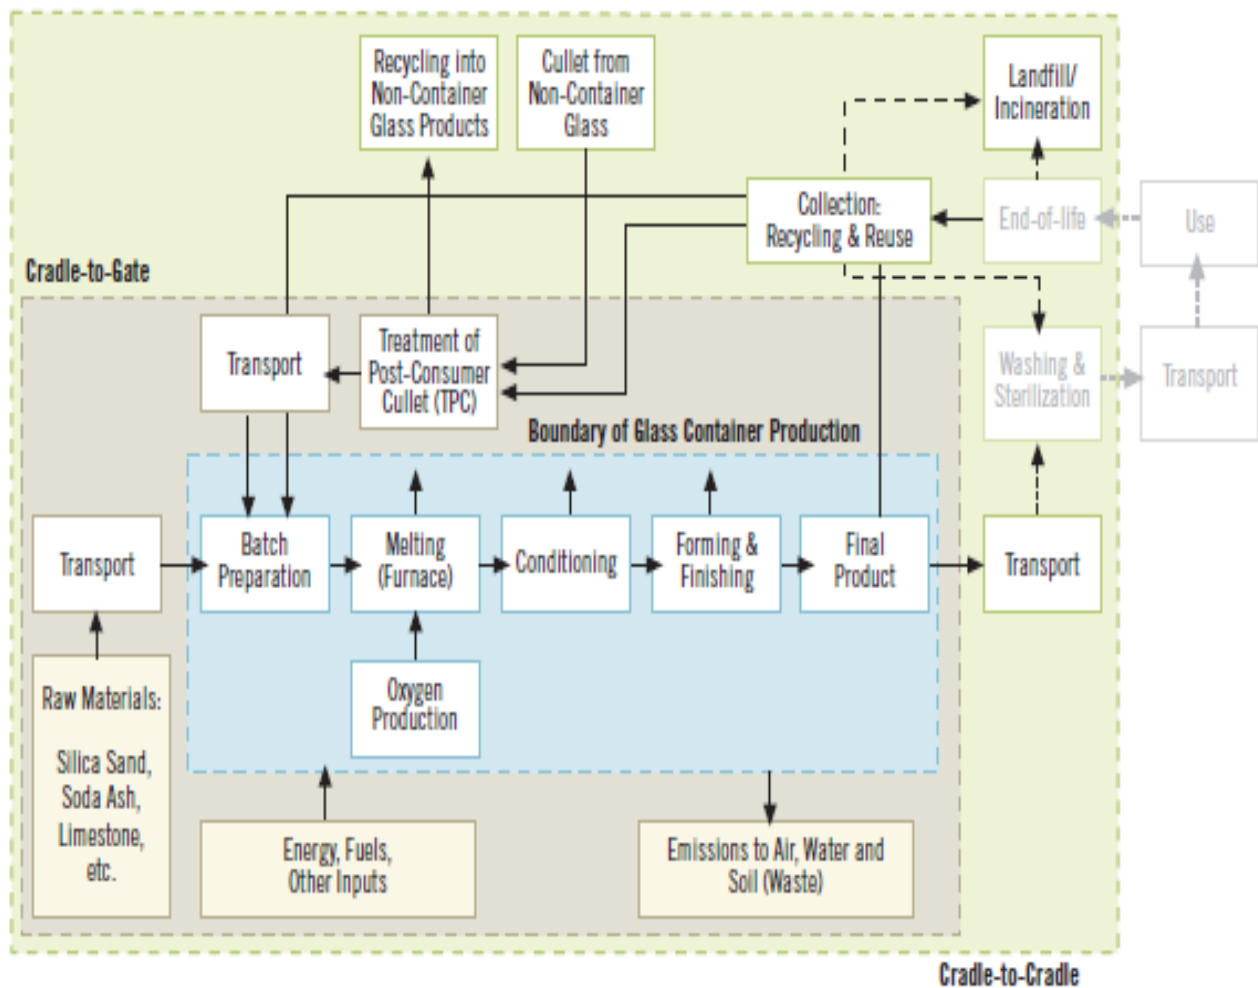 Recycling into
Non-Container
Glass Products
Cullet from
Non-Container
Glass
Landfill/
Incineration
Collection:
Recycling & Reuse
End-of-life
Use
Cradle-to-Gate
Transport
Treatment of
Post-Consumer
Cullet (TPC)
Washing &
Sterilization
Transport
Boundary of Glass Container Production
Transport
Batch
Preparation
Melting
(Furnace)
Conditioning
Forming &
Finishing
Final
Product
Transport
Raw Materials:
Silica Sand,
Soda Ash,
Limestone,
etc.
Oxygen
Production
Energy, Fuels,
Other Inputs
Emissions to Air, Water and
Soil (Waste)
Cradle-to-Cradle